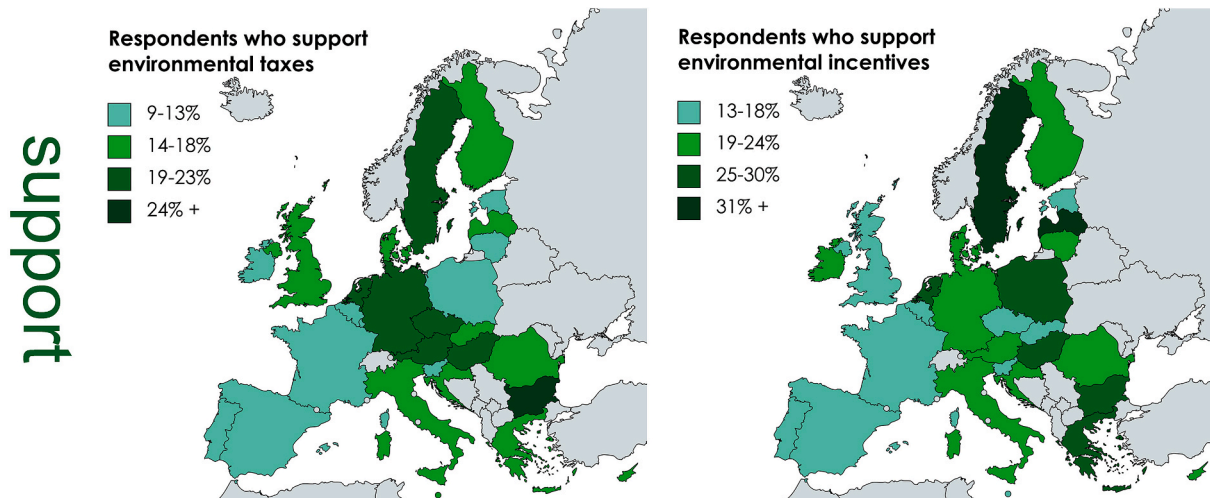 support
Respondents who support
environmental taxes
9-13%
14-18%
19-23%
24% +
Respondents who support
environmental incentives
13-18%
19-24%
25-30%
31% +